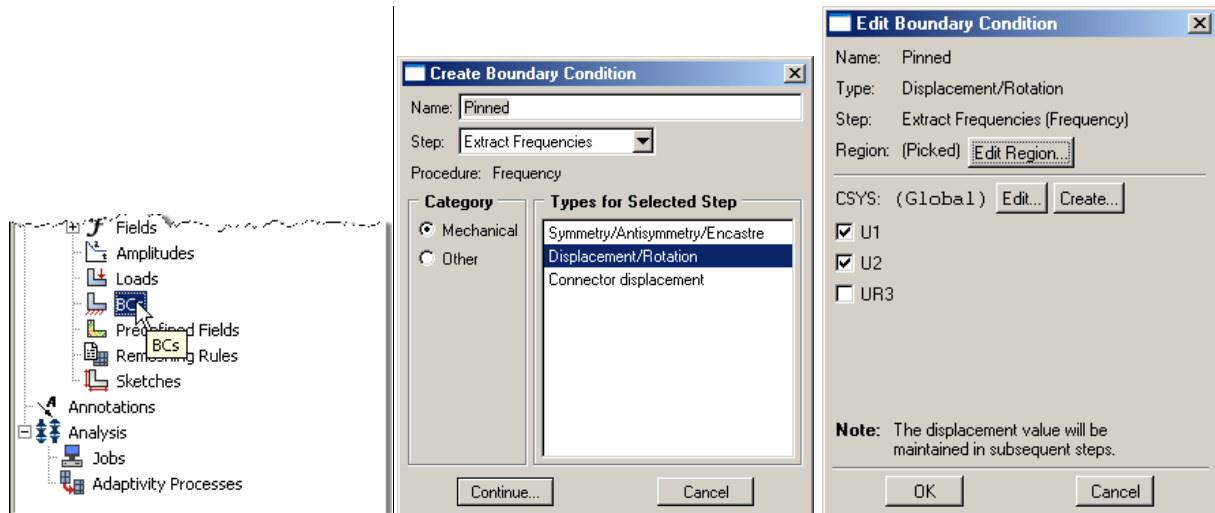 Fields
Amplitudes
Loads
BCs
Predefined Fields
BCs
Remeshing Rules
Sketches
Annotations
Analysis
Jobs
Adaptivity Processes
Create Boundary Condition
Name: Pinned
Step: Extract Frequencies
Procedure: Frequency
Category
Mechanical
Other
Types for Selected Step
Symmetry/Antisymmetry/Encastre
Displacement/Rotation
Connector displacement
Continue... Cancel
Edit Boundary Condition
Name: Pinned
Type: Displacement/Rotation
Step: Extract Frequencies (Frequency)
Region: (Picked) Edit Region...
CSYS: (Global) Edit... Create...
U1
U2
UR3
Note: The displacement value will be
maintained in subsequent steps.
OK Cancel